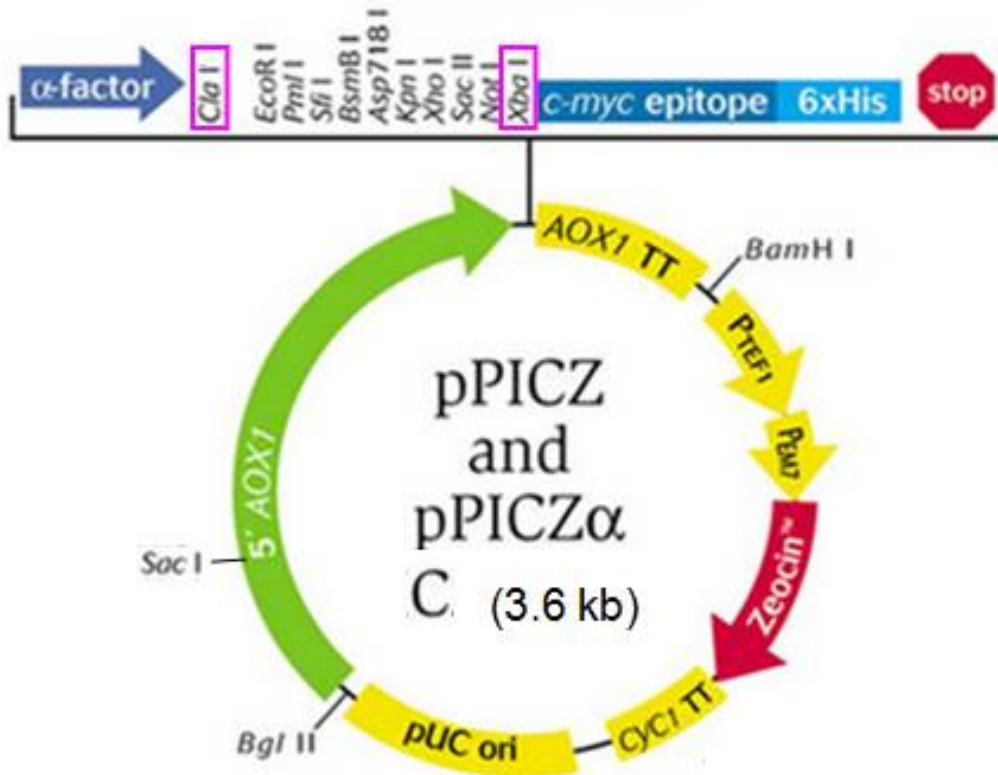 α-factor
Cla I
EcoR I
Pml I
Sfi I
BsmB I
Asp718 I
Kpn I
Xho I
Sac II
Not I
Xba I
c-myc epitope
6xHis
stop
AOX1 TT
BamH I
PTEF1
PEM7
Zeocin™
CYC1 TT
pUC ori
Bgl II
Sac I
5´ AOX1
pPICZ
and
pPICZα
C (3.6 kb)